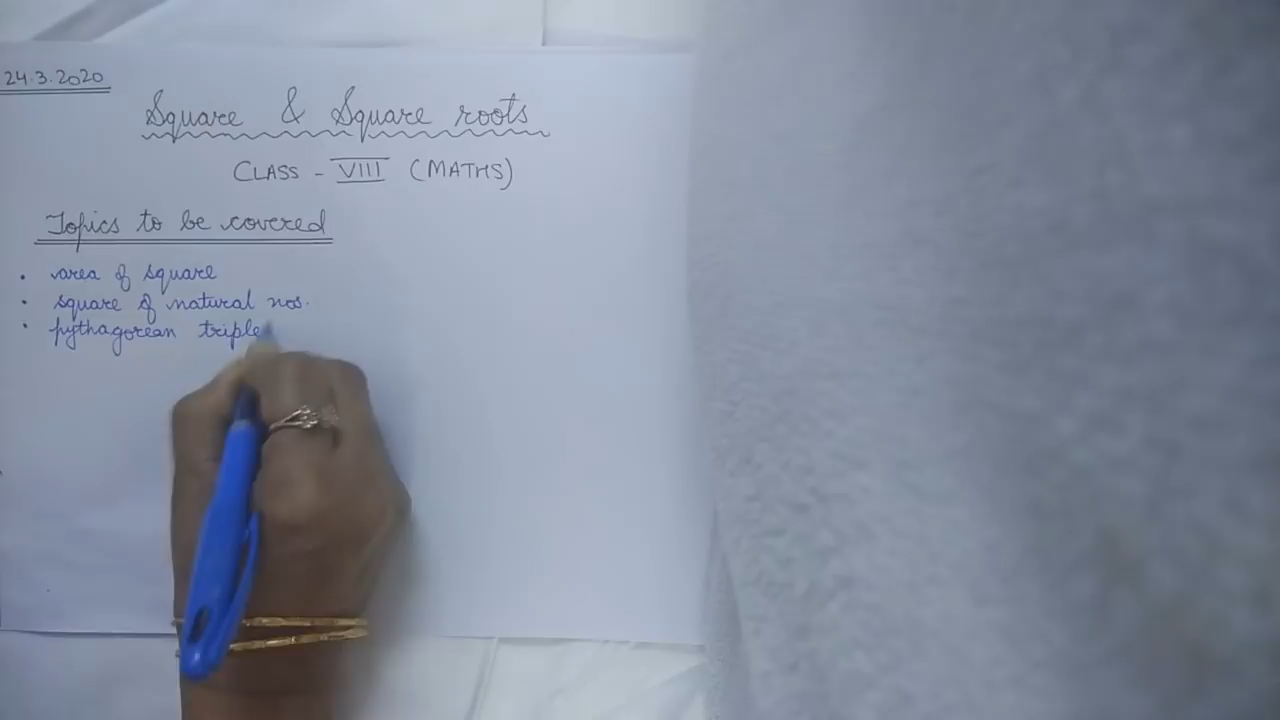 24.3.2020
Square & Square roots
CLASS - VIII (MATHS)
Topics to be covered
• area of square
• square of natural nos.
• pythagorean triple